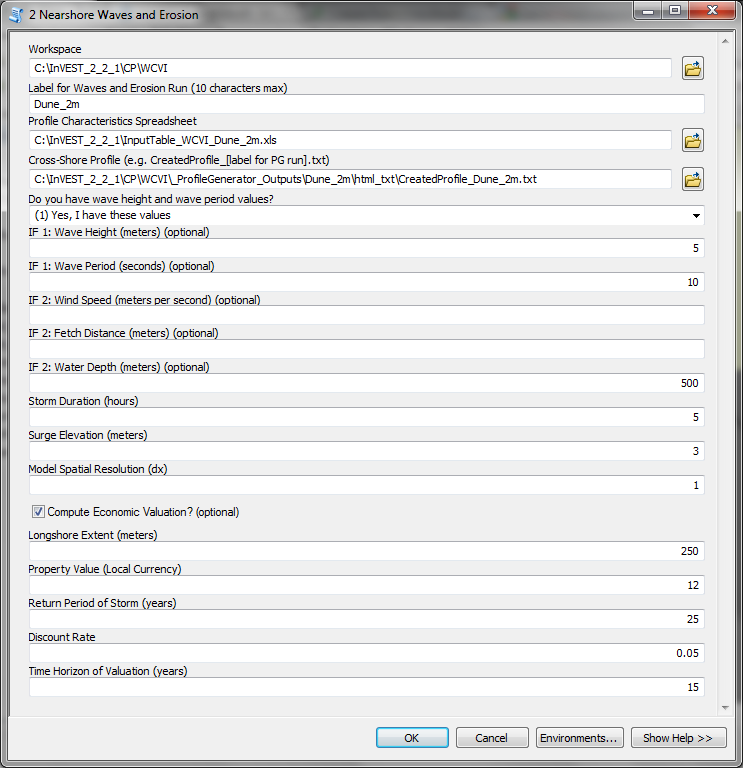 2 Nearshore Waves and Erosion
Workspace
C:\InVEST_2_2_1\CP\WCVI
Label for Waves and Erosion Run (10 characters max)
Dune_2m
Profile Characteristics Spreadsheet
C:\InVEST_2_2_1\InputTable_WCVI_Dune_2m.xls
Cross-Shore Profile (e.g. CreatedProfile_[label for PG run].txt)
C:\InVEST_2_2_1\CP\WCVI\_ProfileGenerator_Outputs\Dune_2m\html_txt\CreatedProfile_Dune_2m.txt
Do you have wave height and wave period values?
(1) Yes, I have these values
IF 1: Wave Height (meters) (optional)
5
IF 1: Wave Period (seconds) (optional)
10
IF 2: Wind Speed (meters per second) (optional)
IF 2: Fetch Distance (meters) (optional)
IF 2: Water Depth (meters) (optional)
500
Storm Duration (hours)
5
Surge Elevation (meters)
3
Model Spatial Resolution (dx)
1
Compute Economic Valuation? (optional)
Longshore Extent (meters)
250
Property Value (Local Currency)
12
Return Period of Storm (years)
25
Discount Rate
0.05
Time Horizon of Valuation (years)
15
OK Cancel Environments... Show Help >>